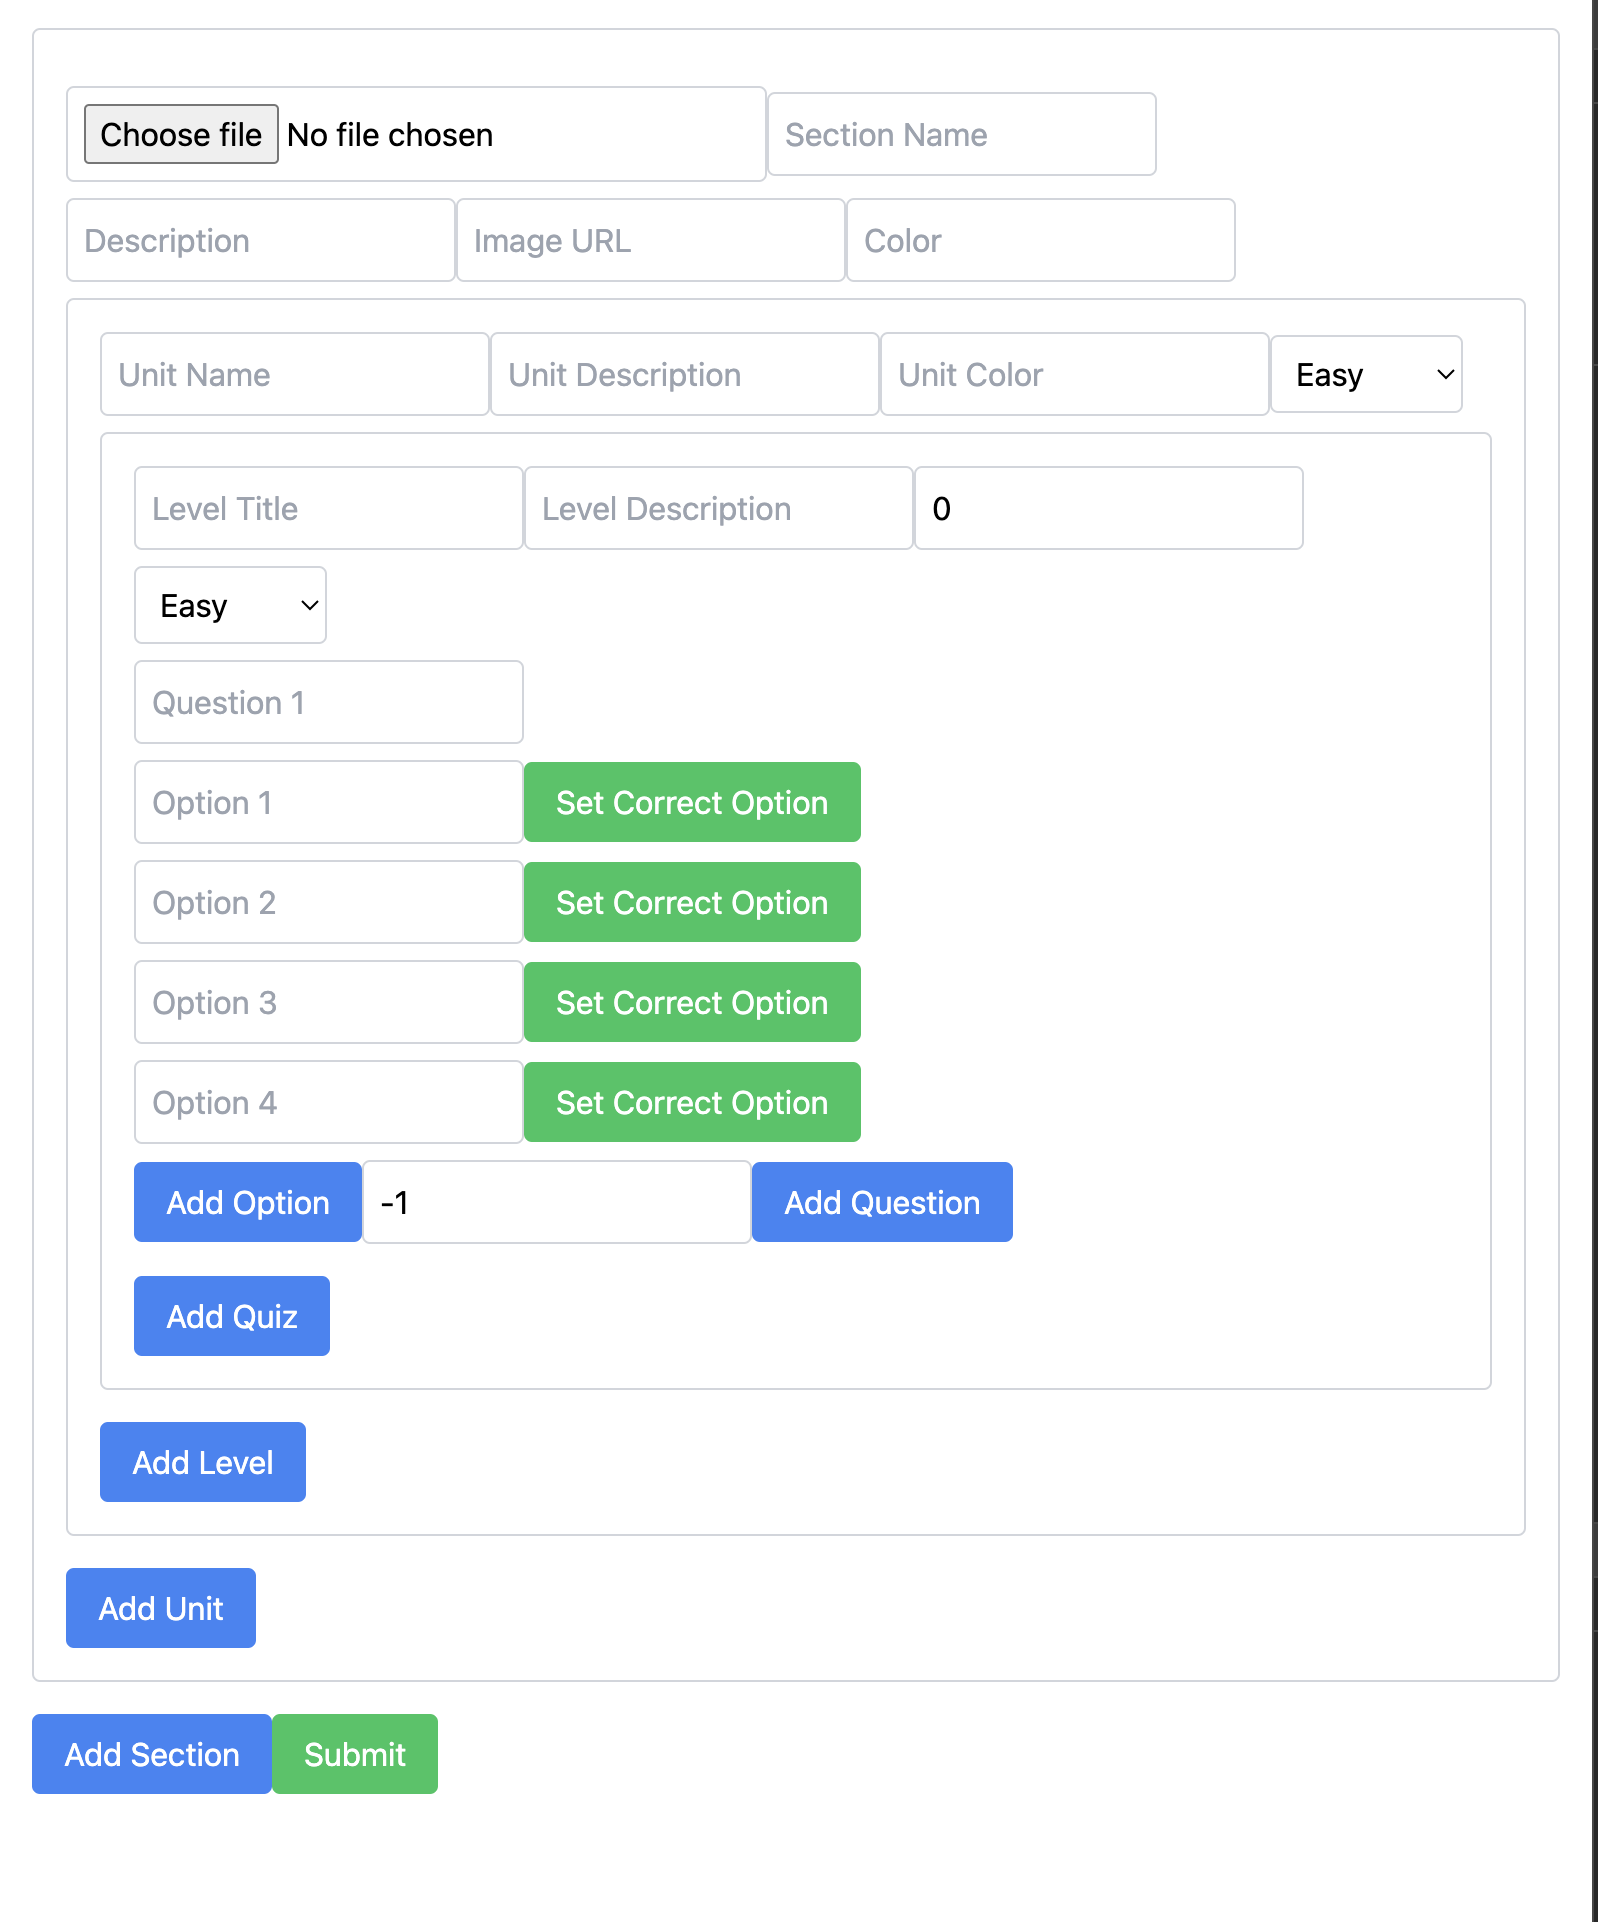 Choose file No file chosen Section Name
Description Image URL Color
Unit Name Unit Description Unit Color Easy
Level Title Level Description 0
Easy
Question 1
Option 1 Set Correct Option
Option 2 Set Correct Option
Option 3 Set Correct Option
Option 4 Set Correct Option
Add Option -1 Add Question
Add Quiz
Add Level
Add Unit
Add Section Submit